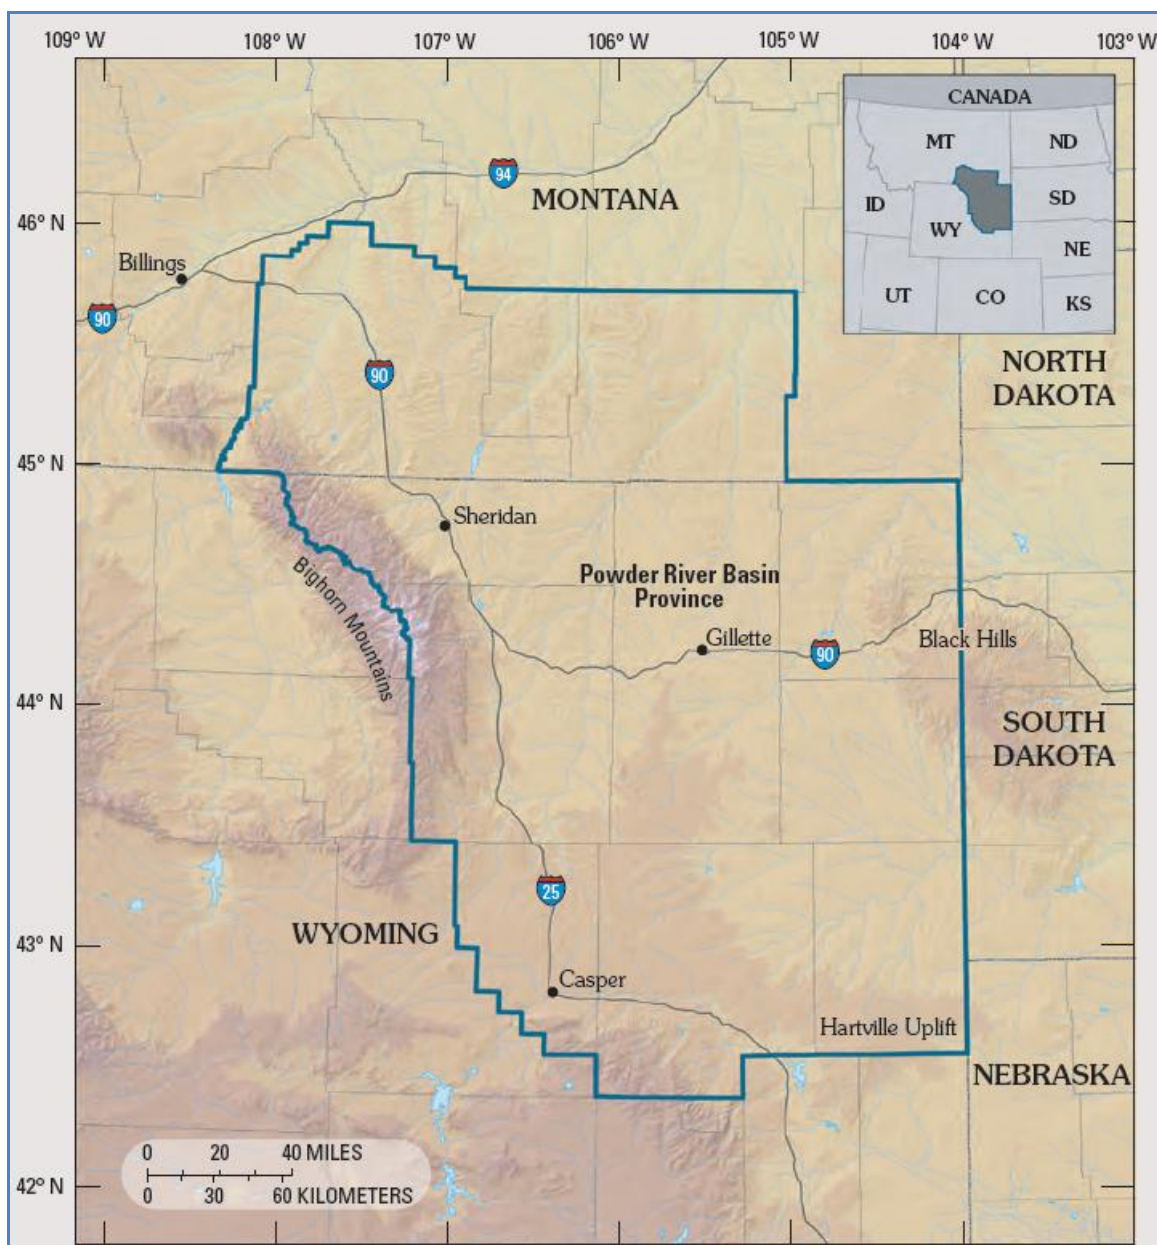 109° W
108° W
107° W
106° W
105° W
104° W
103° W
CANADA
MT
ND
ID
SD
WY
NE
UT
CO
KS
94
MONTANA
46° N
Billings
90
90
NORTH
DAKOTA
45° N
Sheridan
Powder River Basin
Province
Bighorn Mountains
Gillette
90
Black Hills
44° N
SOUTH
DAKOTA
25
WYOMING
43° N
Casper
Hartville Uplift
NEBRASKA
0 20 40 MILES
0 30 60 KILOMETERS
42° N